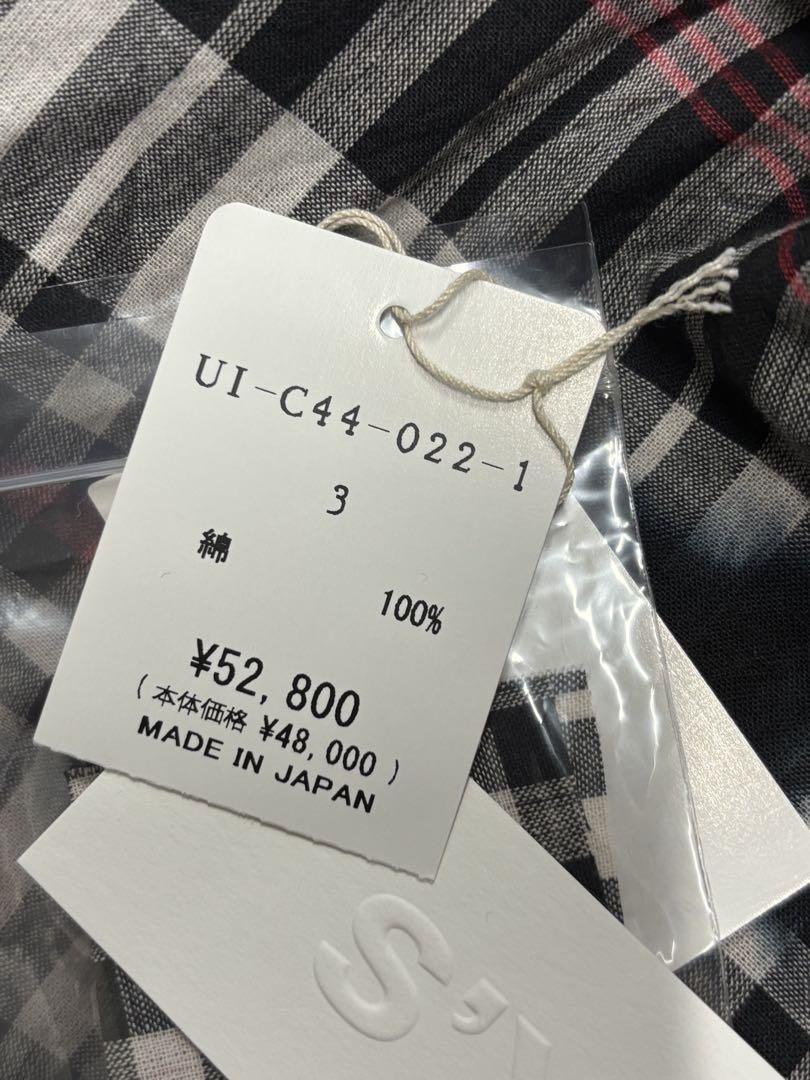 UI-C44-022-1
3
綿
100%
¥52,800
(本体価格 ¥48,000)
MADE IN JAPAN
S'